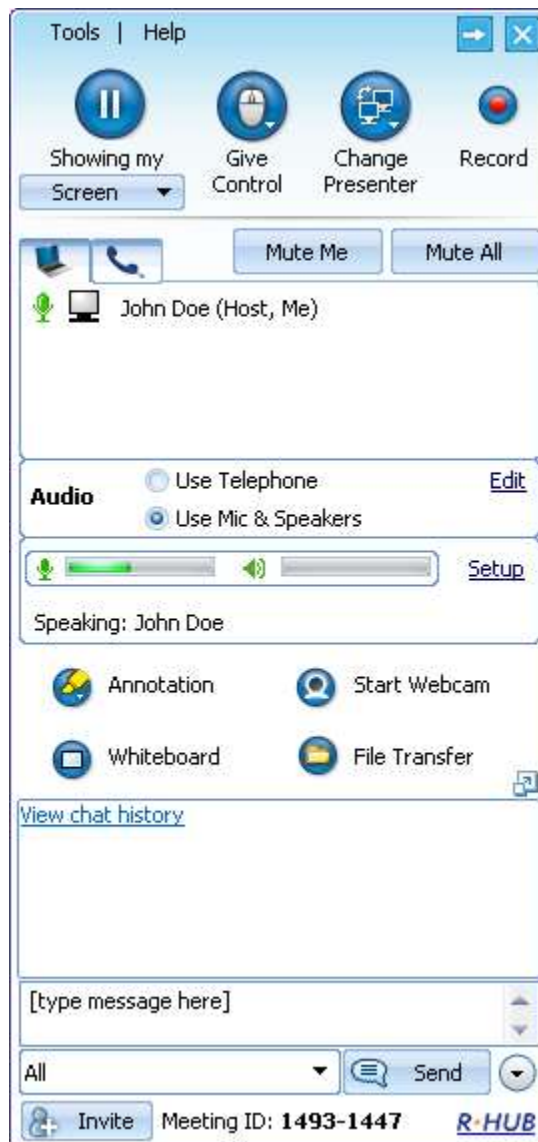 Tools | Help
Showing my
Screen
Give
Control
Change
Presenter
Record
Mute Me
Mute All
John Doe (Host, Me)
Audio
Use Telephone
Use Mic & Speakers
Edit
Setup
Speaking: John Doe
Annotation
Start Webcam
Whiteboard
File Transfer
View chat history
[type message here]
All
Send
Invite
Meeting ID: 1493-1447
R·HUB